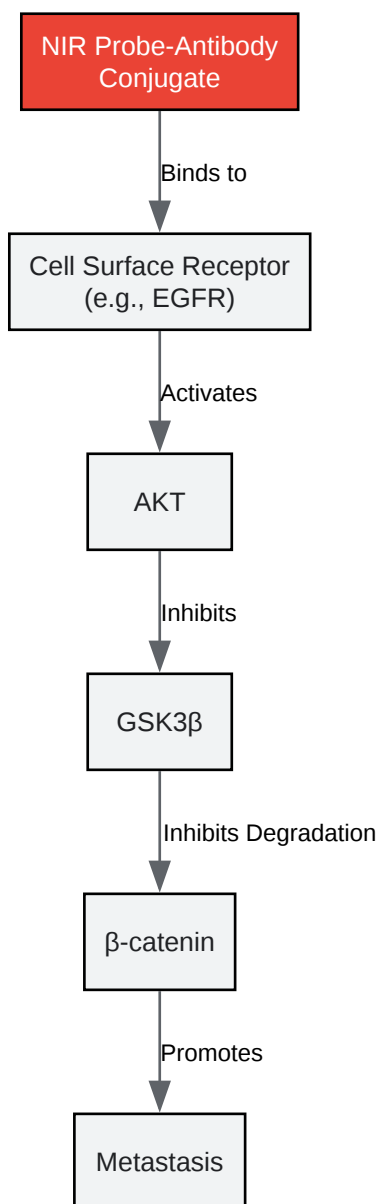 NIR Probe-Antibody
Conjugate
Binds to
Cell Surface Receptor
(e.g., EGFR)
Activates
AKT
Inhibits
GSK3β
Inhibits Degradation
β-catenin
Promotes
Metastasis